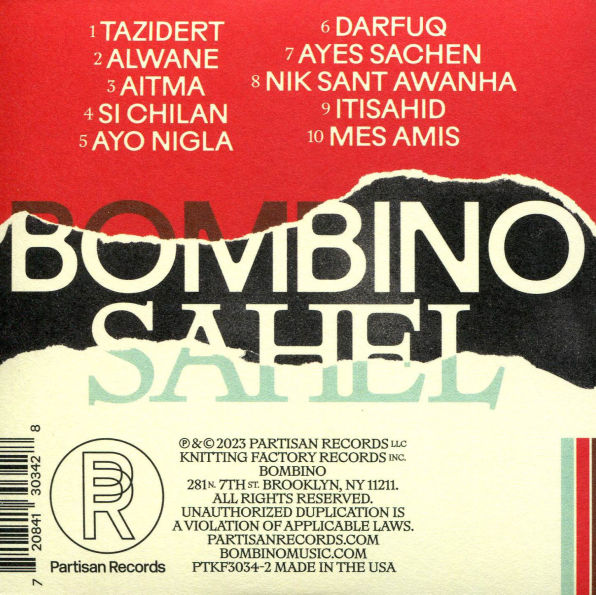 1 TAZIDERT
2 ALWANE
3 AITMA
4 SI CHILAN
5 AYO NIGLA
6 DARFUQ
7 AYES SACHEN
8 NIK SANT AWANHA
9 ITISAHID
10 MES AMIS
BOMBINO
SAHEL
7 20841 30342 8
Partisan Records
℗ & © 2023 PARTISAN RECORDS LLC
KNITTING FACTORY RECORDS INC.
BOMBINO
281 N. 7TH ST. BROOKLYN, NY 11211.
ALL RIGHTS RESERVED.
UNAUTHORIZED DUPLICATION IS
A VIOLATION OF APPLICABLE LAWS.
PARTISANRECORDS.COM
BOMBINOMUSIC.COM
PTKF3034-2 MADE IN THE USA